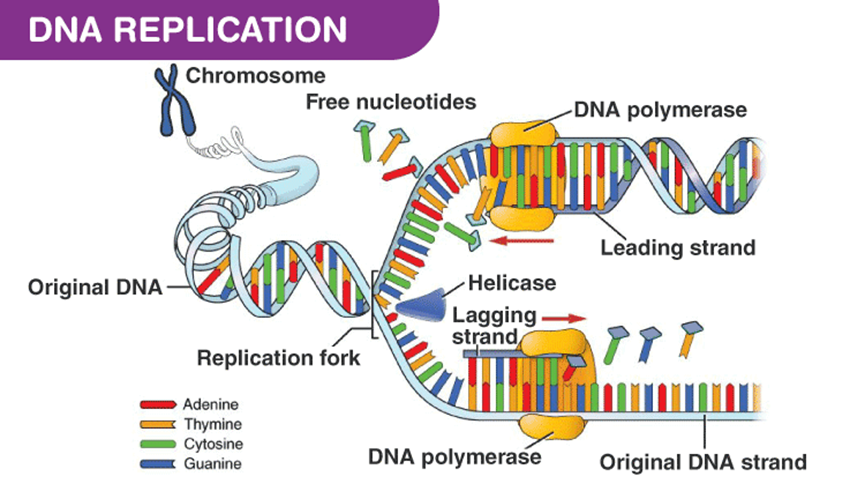 DNA REPLICATION
Chromosome
Free nucleotides
DNA polymerase
Leading strand
Original DNA
Helicase
Lagging
strand
Replication fork
Adenine
Thymine
Cytosine
Guanine
DNA polymerase
Original DNA strand